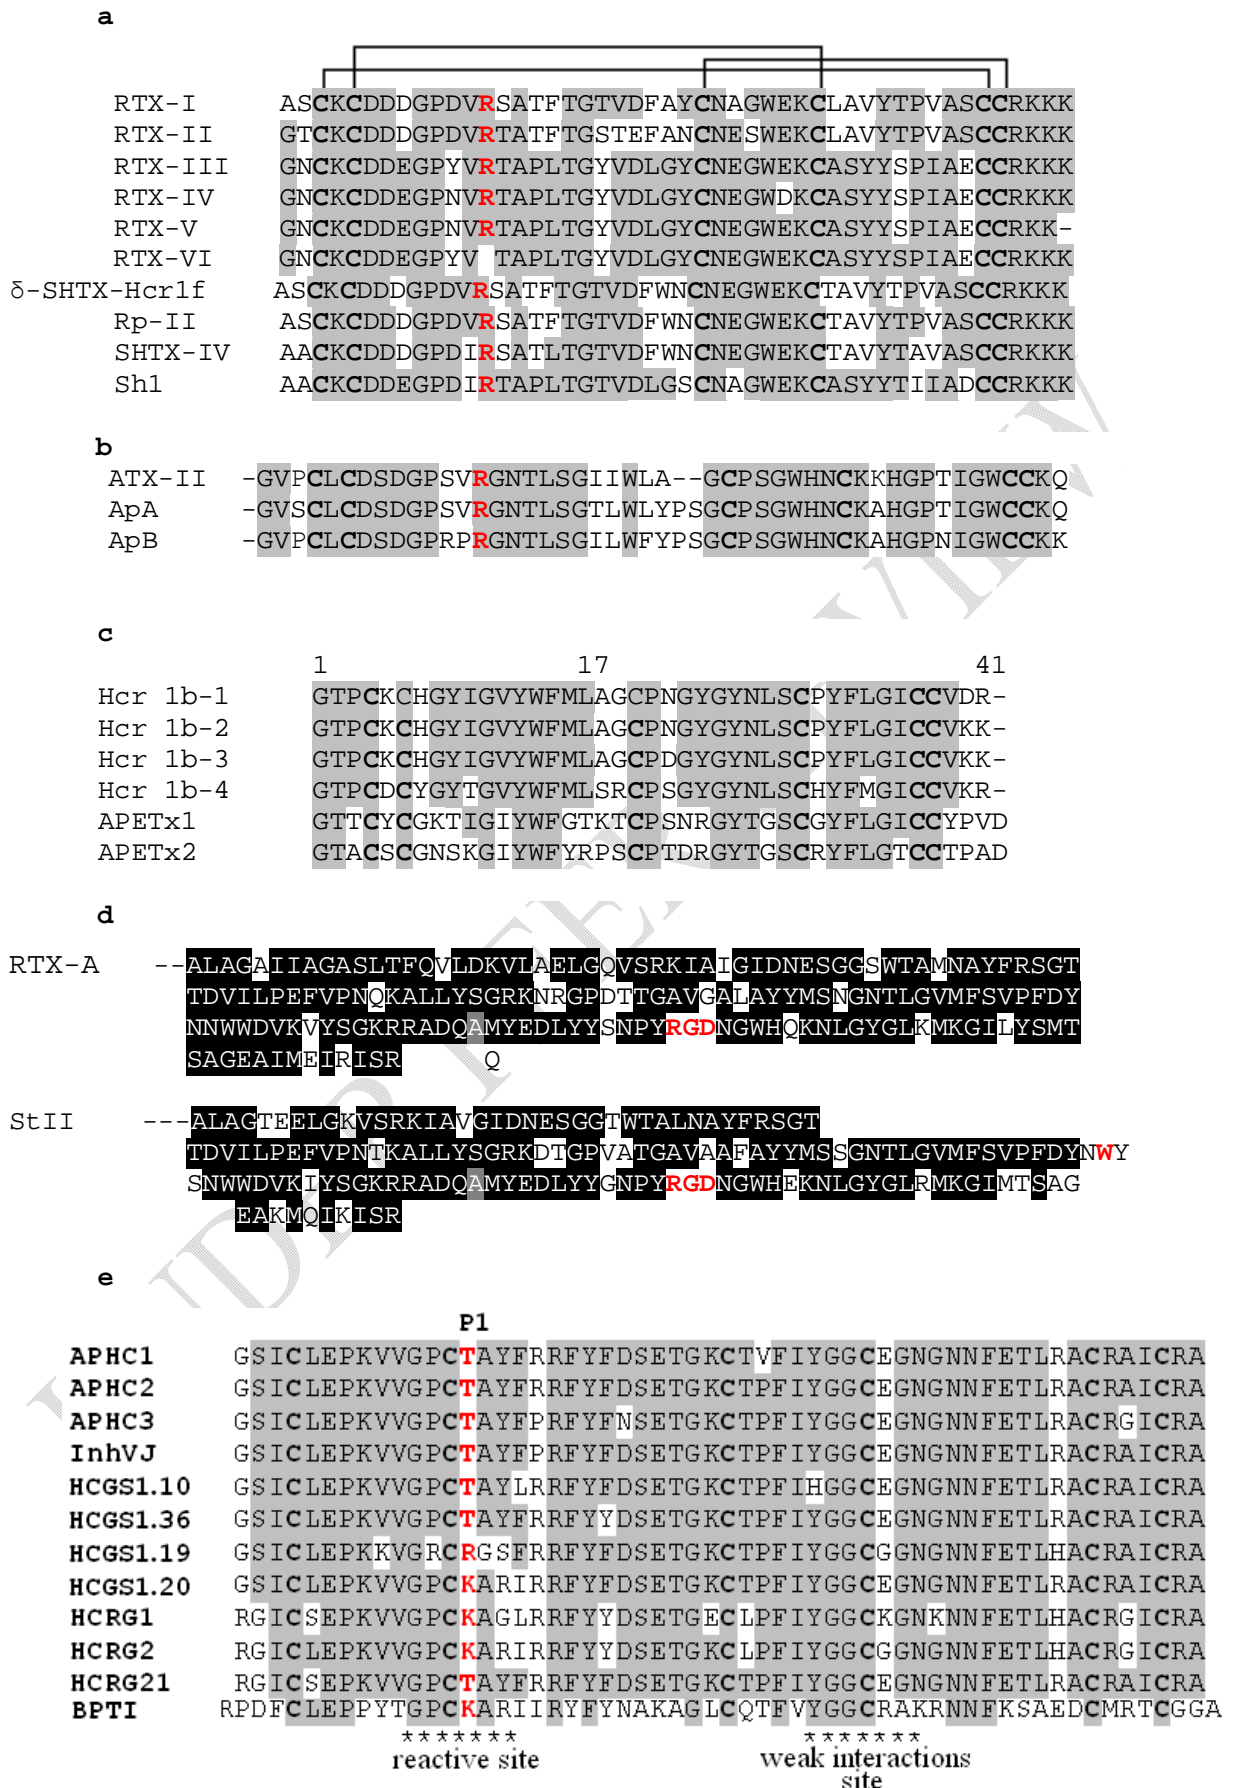 a
RTX-I ASCKCDDDGPDVRSATFTGTVDFAYCNAGWEKCLAVYTPVASCCRKKK
RTX-II GTCKCDDDGPDVRTATFTGSTEFANCNESWEKCLAVYTPVASCCRKKK
RTX-III GNCKCDDEGPYVRTAPLTGYVDLGYCNEGWEKCASYYSPIAECCRKKK
RTX-IV GNCKCDDEGPNVRTAPLTGYVDLGYCNEGWDKCASYYSPIAECCRKKK
RTX-V GNCKCDDEGPNVRTAPLTGYVDLGYCNEGWEKCASYYSPIAECCRKK-
RTX-VI GNCKCDDEGPYV TAPLTGYVDLGYCNEGWEKCASYYSPIAECCRKKK
δ-SHTX-Hcr1f ASCKCDDDGPDVRSATFTGTVDFWNCNEGWEKCTAVYTPVASCCRKKK
Rp-II ASCKCDDDGPDVRSATFTGTVDFWNCNEGWEKCTAVYTPVASCCRKKK
SHTX-IV AACKCDDDGPDIRSATLTGTVDFWNCNEGWEKCTAVYTAVASCCRKKK
Sh1 AACKCDDEGPDIRTAPLTGTVDLGSCNAGWEKCASYYTIIADCCRKKK
b
ATX-II -GVPCLCDSDGPSVRGNTLSGIIWLA--GCPSGWHNCKKHGPTIGWCCKQ
ApA -GVSCLCDSDGPSVRGNTLSGTLWLYPSGCPSGWHNCKAHGPTIGWCCKQ
ApB -GVPCLCDSDGPRPRGNTLSGILWFYPSGCPSGWHNCKAHGPNIGWCCKK
c
1 17 41
Hcr 1b-1 GTPCKCHGYIGVYWFMLAGCPNGYGYNLSCPYFLGICCVDR-
Hcr 1b-2 GTPCKCHGYIGVYWFMLAGCPNGYGYNLSCPYFLGICCVKK-
Hcr 1b-3 GTPCKCHGYIGVYWFMLAGCPDGYGYNLSCPYFLGICCVKK-
Hcr 1b-4 GTPCDCYGYTGVYWFMLSRCPSGYGYNLSCHYFMGICCVKR-
APETx1 GTTCYCGKTIGIYWFGTKTCPSNRGYTGSCGYFLGICCYPVD
APETx2 GTACSCGNSKGIYWFYRPSCPTDRGYTGSCRYFLGTCCTPAD
d
RTX-A --ALAGAIIAGASLTFQVLDKVLAELGQVSRKIAIGIDNESGGSWTAMNAYFRSGT
TDVILPEFVPNQKALLYSGRKNRGPDTTGAVGALAYYMSNGNTLGVMFSVPFDY
NNWWDVKVYSGKRRADQAMYEDLYYSNPYRGDNGWHQKNLGYGLKMKGILYSMT
SAGEAIMEIRISR Q
StII ---ALAGTEELGKVSRKIAVGIDNESGGTWTALNAYFRSGT
TDVILPEFVPNTKALLYSGRKDTGPVATGAVAAFAYYMSSGNTLGVMFSVPFDYNWY
SNWWDVKIYSGKRRADQAMYEDLYYGNPYRGDNGWHEKNLGYGLRMKGIMTSAG
EAKMQIKISR
e
P1
APHC1 GSICLEPKVVGPCTAYFRRFYFDSETGKCTVFIYGGCEGNGNNFETLRACRAICRA
APHC2 GSICLEPKVVGPCTAYFRRFYFDSETGKCTPFIYGGCEGNGNNFETLRACRAICRA
APHC3 GSICLEPKVVGPCTAYFPRFYFNSETGKCTPFIYGGCEGNGNNFETLRACRGICRA
InhVJ GSICLEPKVVGPCTAYFPRFYFDSETGKCTPFIYGGCEGNGNNFETLRACRAICRA
HCGS1.10 GSICLEPKVVGPCTAYLRRFYFDSETGKCTPFIHGGCEGNGNNFETLRACRAICRA
HCGS1.36 GSICLEPKVVGPCTAYFRRFYYDSETGKCTPFIYGGCEGNGNNFETLRACRAICRA
HCGS1.19 GSICLEPKKVGRCRGSFRRFYFDSETGKCTPFIYGGCGGNGNNFETLHACRAICRA
HCGS1.20 GSICLEPKVVGPCKARIRRFYFDSETGKCTPFIYGGCEGNGNNFETLRACRAICRA
HCRG1 RGICSEPKVVGPCKAGLRRFYYDSETGECLPFIYGGCKGNKNNFETLHACRGICRA
HCRG2 RGICLEPKVVGPCKARIRRFYYDSETGKCLPFIYGGCGGNGNNFETLHACRGICRA
HCRG21 RGICSEPKVVGPCTAYFRRFYFDSETGKCTPFIYGGCEGNGNNFETLRACRAICRA
BPTI RPDFCLEPPYTGPCKARIIRYFYNAKAGLCQTFVYGGCRAKRNNFKSAEDCMRTCGGA
******* *******
reactive site weak interactions
site